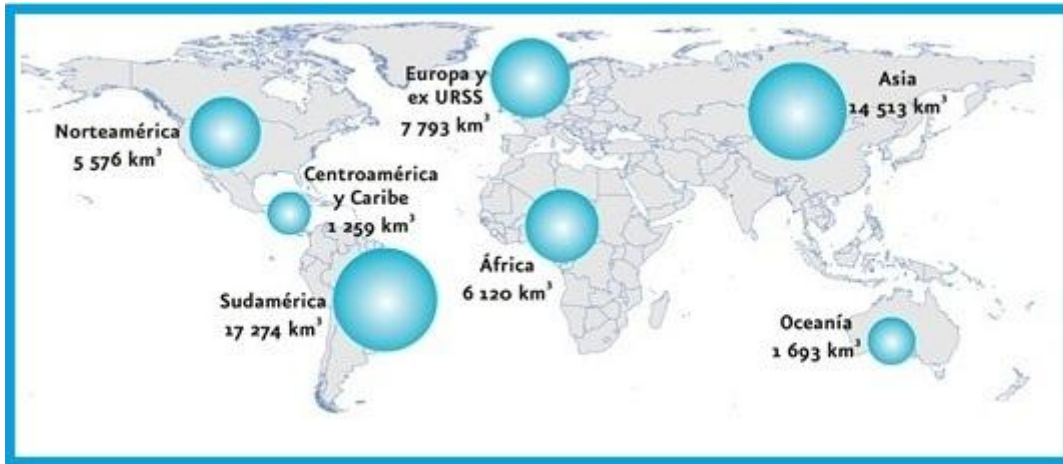 Europa y
ex URSS
7 793 km³
Asia
14 513 km³
Norteamérica
5 576 km³
Centroamérica
y Caribe
1 259 km³
África
6 120 km³
Sudamérica
17 274 km³
Oceanía
1 693 km³